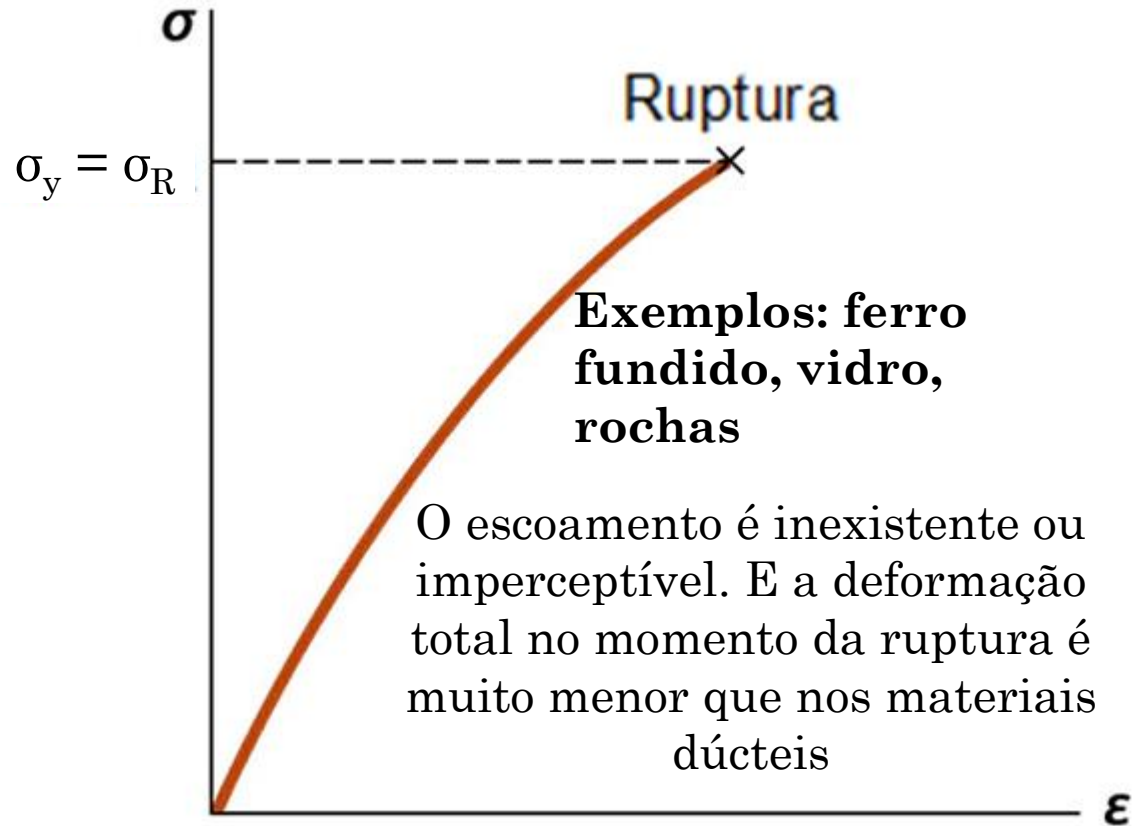 σ
Ruptura
σy = σR
Exemplos: ferro
fundido, vidro,
rochas
O escoamento é inexistente ou
imperceptível. E a deformação
total no momento da ruptura é
muito menor que nos materiais
dúcteis
ε